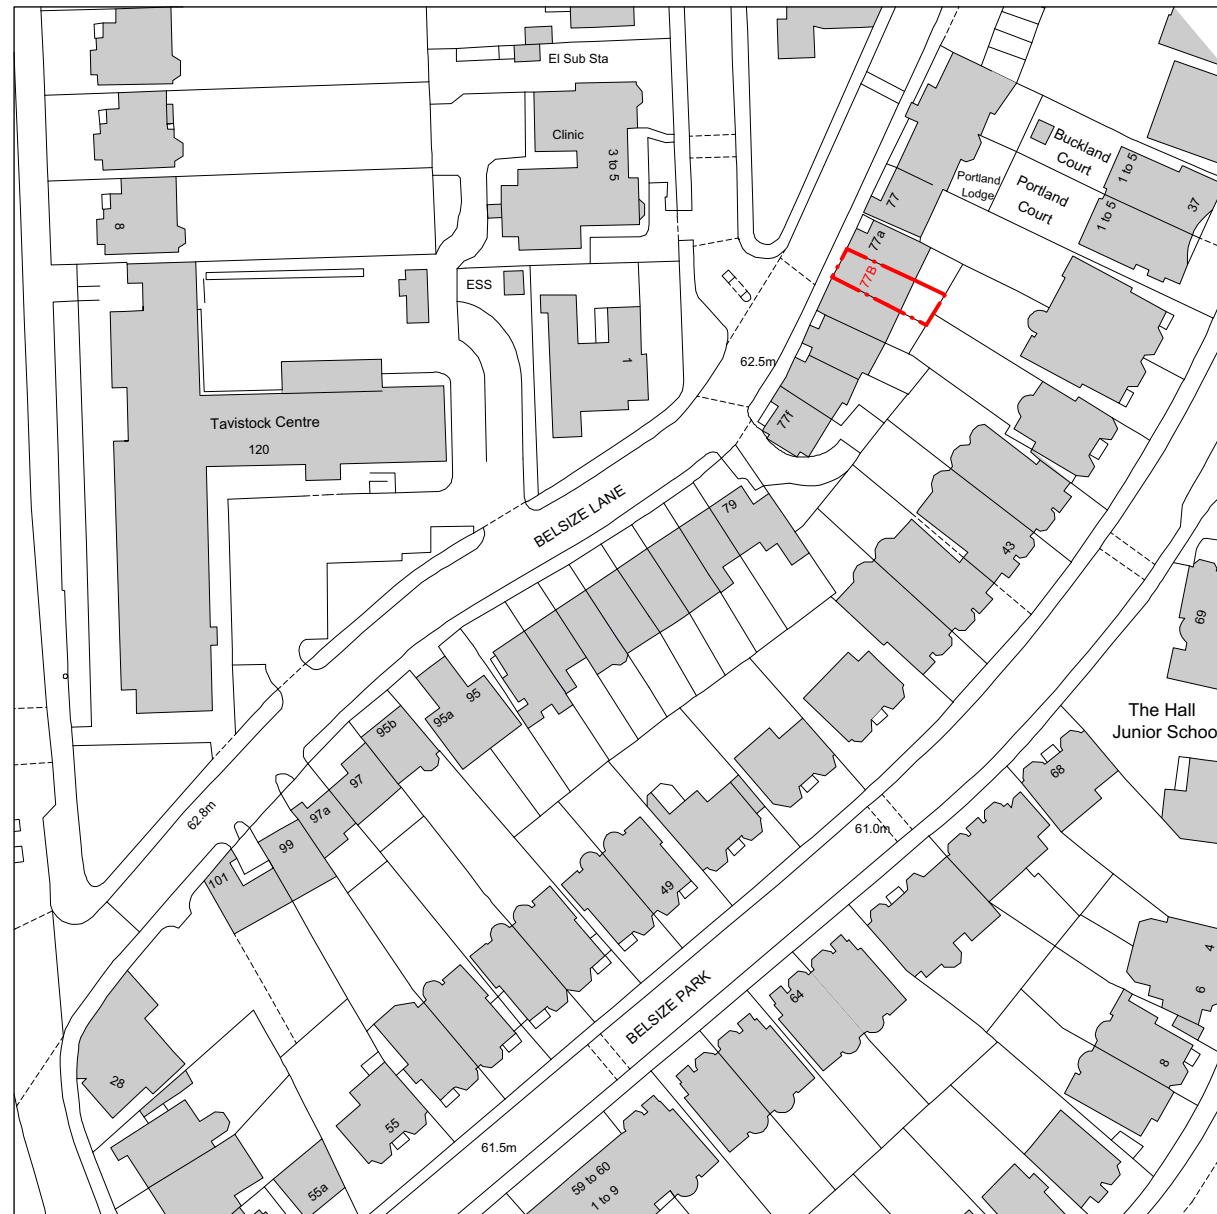 El Sub Sta
Clinic
3 to 5
Buckland
Court
1 to 5
Portland
Lodge
Portland
Court
1 to 5
37
77
77a
77B
8
ESS
1
62.5m
77f
Tavistock Centre
120
BELSIZE LANE
79
43
69
95
95a
95b
97
97a
99
101
62.8m
The Hall
Junior Schoo
68
61.0m
49
BELSIZE PARK
64
4
6
8
28
55
55a
61.5m
59 to 60
1 to 9